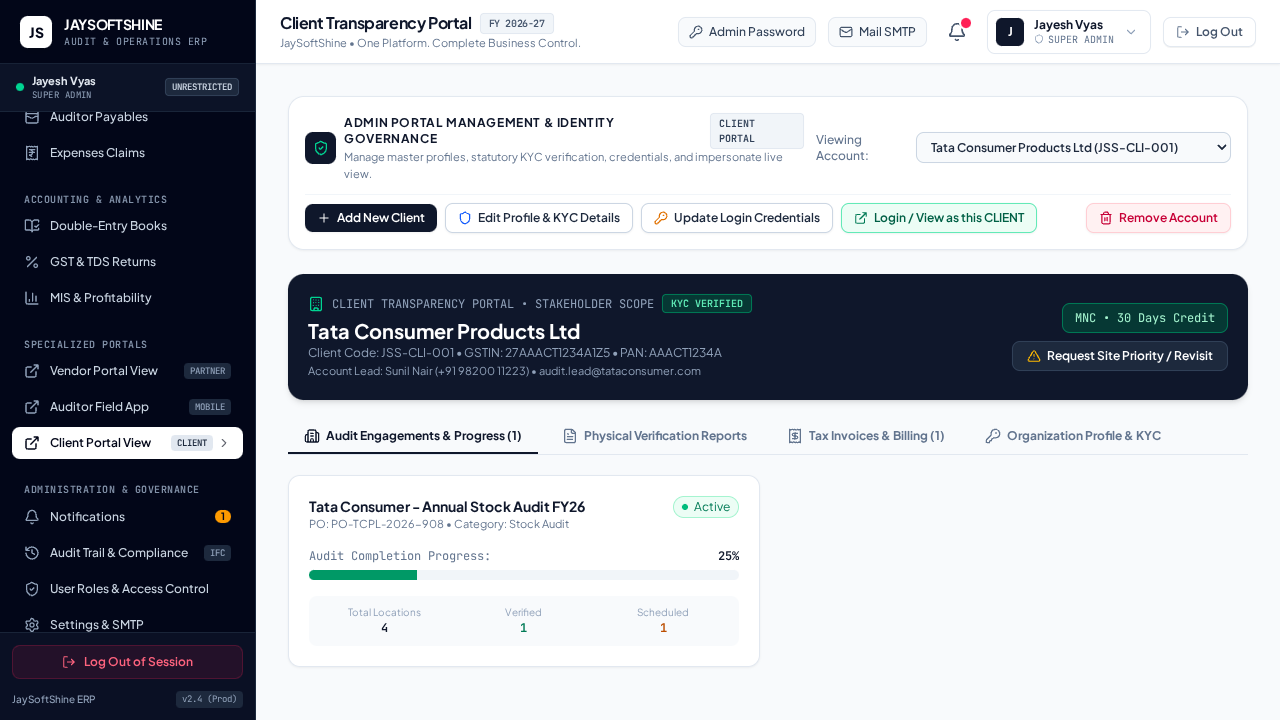 JS
JAYSOFTSHINE
AUDIT & OPERATIONS ERP
Jayesh Vyas
SUPER ADMIN
UNRESTRICTED
Auditor Payables
Expenses Claims
ACCOUNTING & ANALYTICS
Double-Entry Books
GST & TDS Returns
MIS & Profitability
SPECIALIZED PORTALS
Vendor Portal View
PARTNER
Auditor Field App
MOBILE
Client Portal View
CLIENT
ADMINISTRATION & GOVERNANCE
Notifications
1
Audit Trail & Compliance
IFC
User Roles & Access Control
Settings & SMTP
Log Out of Session
JaySoftShine ERP
v2.4 (Prod)
Client Transparency Portal
FY 2026-27
JaySoftShine • One Platform. Complete Business Control.
Admin Password
Mail SMTP
J
Jayesh Vyas
SUPER ADMIN
Log Out
ADMIN PORTAL MANAGEMENT & IDENTITY
GOVERNANCE
CLIENT
PORTAL
Manage master profiles, statutory KYC verification, credentials, and impersonate live
view.
Viewing
Account:
Tata Consumer Products Ltd (JSS-CLI-001)
Add New Client
Edit Profile & KYC Details
Update Login Credentials
Login / View as this CLIENT
Remove Account
CLIENT TRANSPARENCY PORTAL • STAKEHOLDER SCOPE
KYC VERIFIED
Tata Consumer Products Ltd
Client Code: JSS-CLI-001 • GSTIN: 27AAACT1234A1Z5 • PAN: AAACT1234A
Account Lead: Sunil Nair (+91 98200 11223) • audit.lead@tataconsumer.com
MNC • 30 Days Credit
Request Site Priority / Revisit
Audit Engagements & Progress (1)
Physical Verification Reports
Tax Invoices & Billing (1)
Organization Profile & KYC
Tata Consumer - Annual Stock Audit FY26
Active
PO: PO-TCPL-2026-908 • Category: Stock Audit
Audit Completion Progress:
25%
Total Locations
4
Verified
1
Scheduled
1